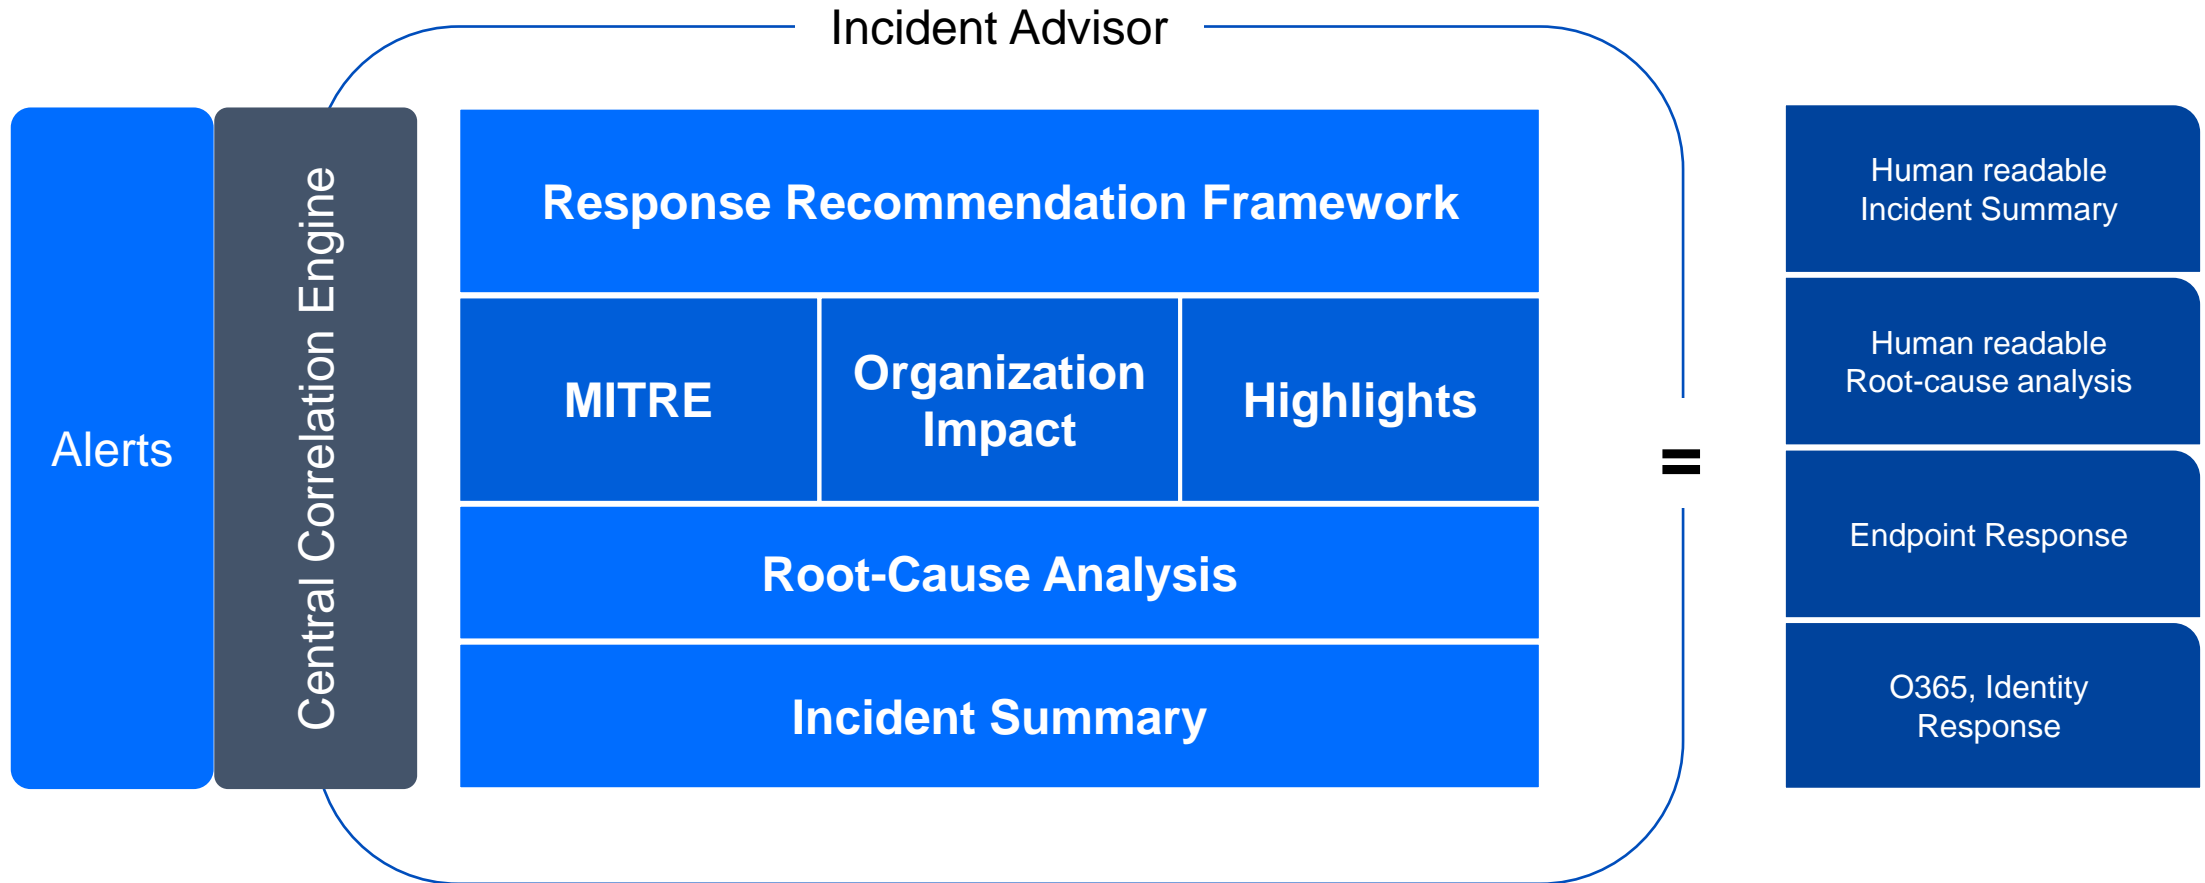 Incident Advisor
Alerts
Central Correlation Engine
Response Recommendation Framework
MITRE
Organization
Impact
Highlights
Root-Cause Analysis
Incident Summary
=
Human readable
Incident Summary
Human readable
Root-cause analysis
Endpoint Response
O365, Identity
Response